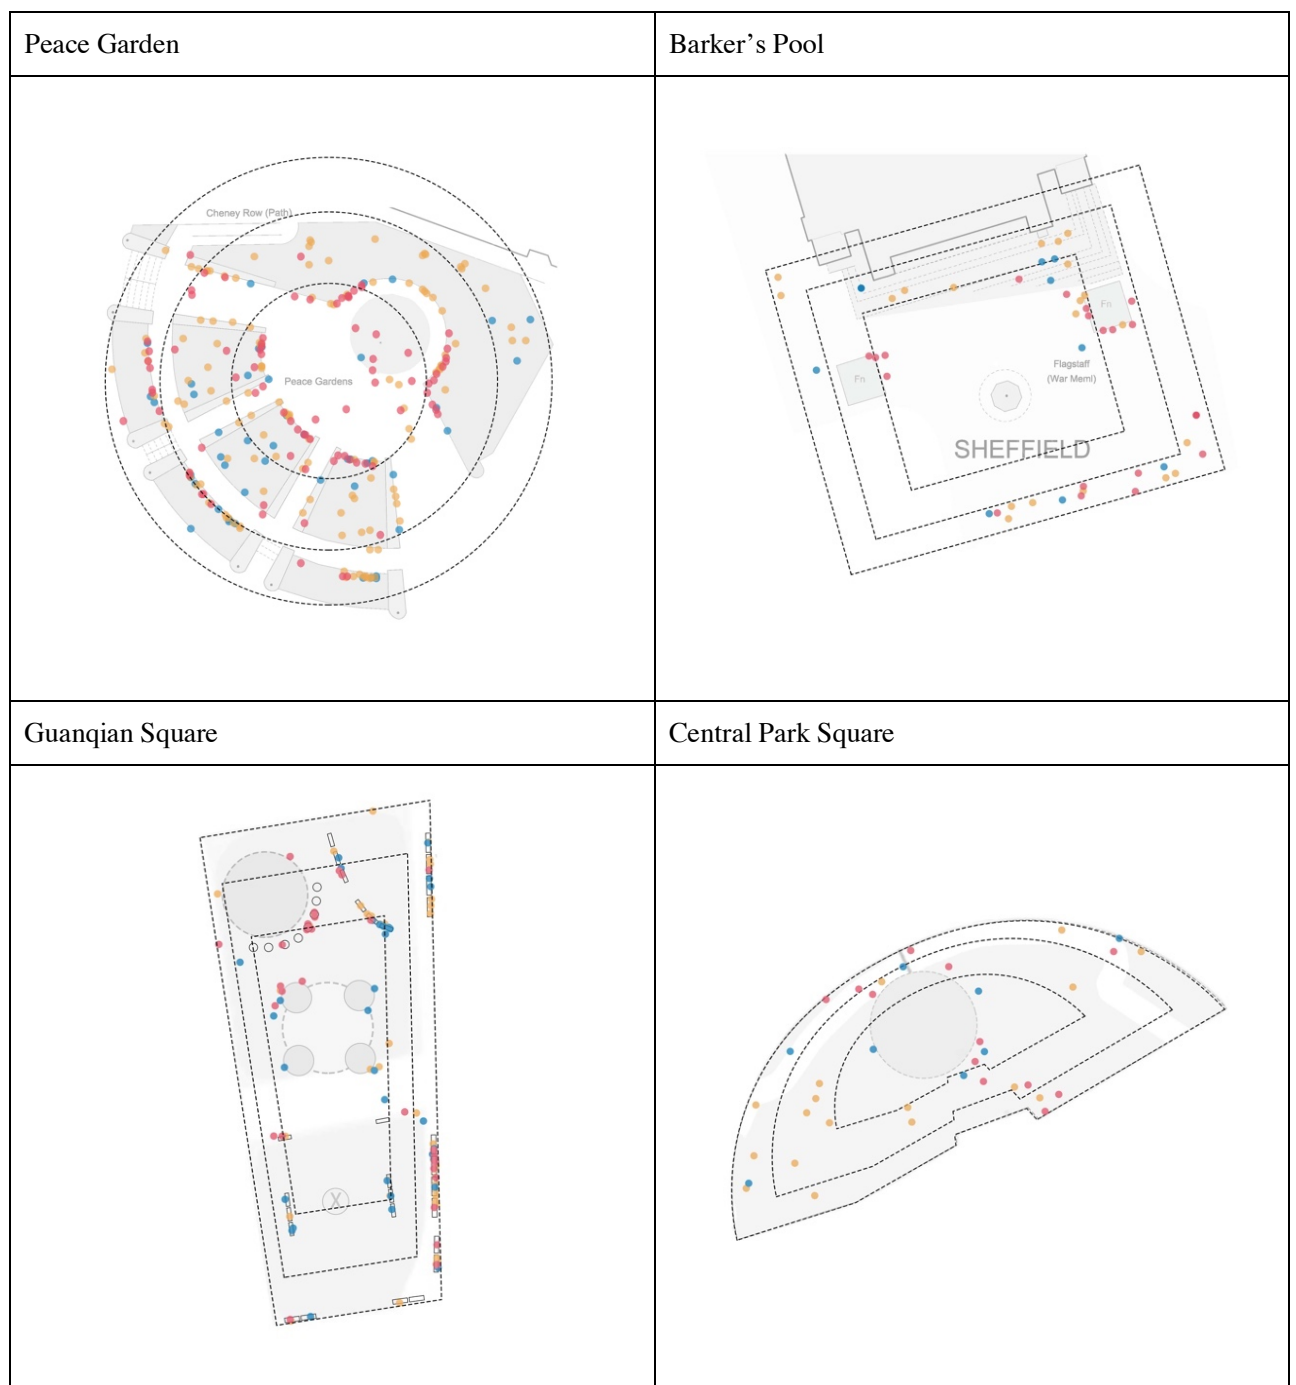 Peace Garden
Barker’s Pool
Cheney Row (Path)
Peace Gardens
Fn
Fn
Flagstaff
(War Meml)
SHEFFIELD
Guanqian Square
Central Park Square
X